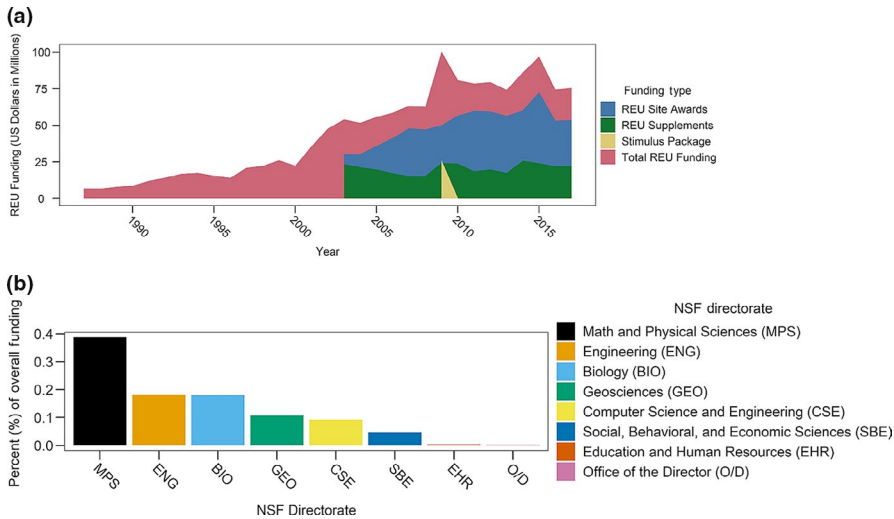 (a)
REU Funding (US Dollars in Millions)
100
75
50
25
0
1990
1995
2000
2005
2010
2015
Year
Funding type
REU Site Awards
REU Supplements
Stimulus Package
Total REU Funding
(b)
Percent (%) of overall funding
0.4
0.3
0.2
0.1
0.0
MPS
ENG
BIO
GEO
CSE
SBE
EHR
O/D
NSF Directorate
NSF directorate
Math and Physical Sciences (MPS)
Engineering (ENG)
Biology (BIO)
Geosciences (GEO)
Computer Science and Engineering (CSE)
Social, Behavioral, and Economic Sciences (SBE)
Education and Human Resources (EHR)
Office of the Director (O/D)